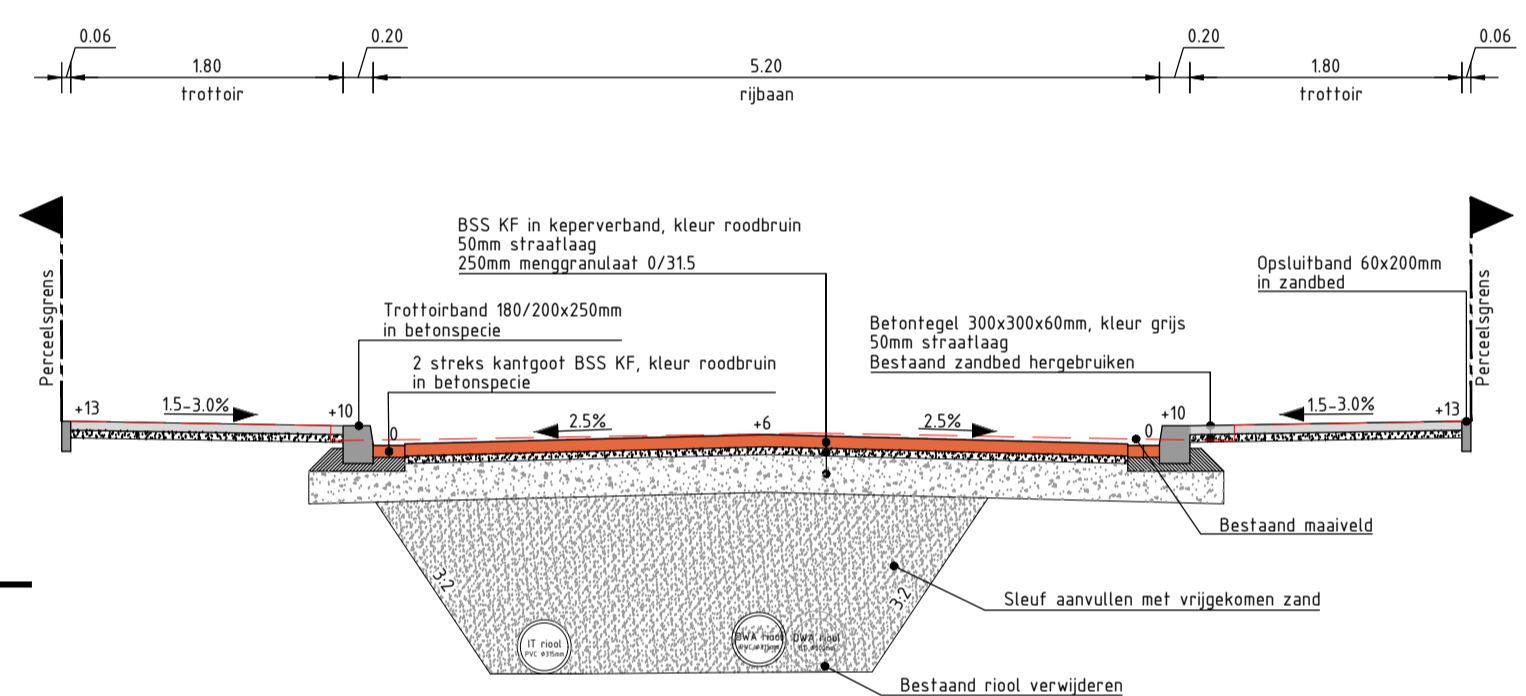 0.06
0.20
0.20
0.06
1.80
5.20
1.80
trottoir
rijbaan
trottoir
BSS KF in keperverband, kleur roodbruin
50mm straatlaag
250mm menggranulaat 0/31.5
Opsluitband 60x200mm
in zandbed
Perceelsgrens
Perceelsgrens
Trottoirband 180/200x250mm
in betonspecie
Betontegel 300x300x60mm, kleur grijs
50mm straatlaag
Bestaand zandbed hergebruiken
2 streks kantgoot BSS KF, kleur roodbruin
in betonspecie
+13
1.5-3.0%
+10
0
2.5%
+6
2.5%
0
+10
1.5-3.0%
+13
Bestaand maaiveld
3:2
3:2
Sleuf aanvullen met vrijgekomen zand
IT riool
PVC ø315mm
DWA riool
DWA riool
Bestaand riool verwijderen